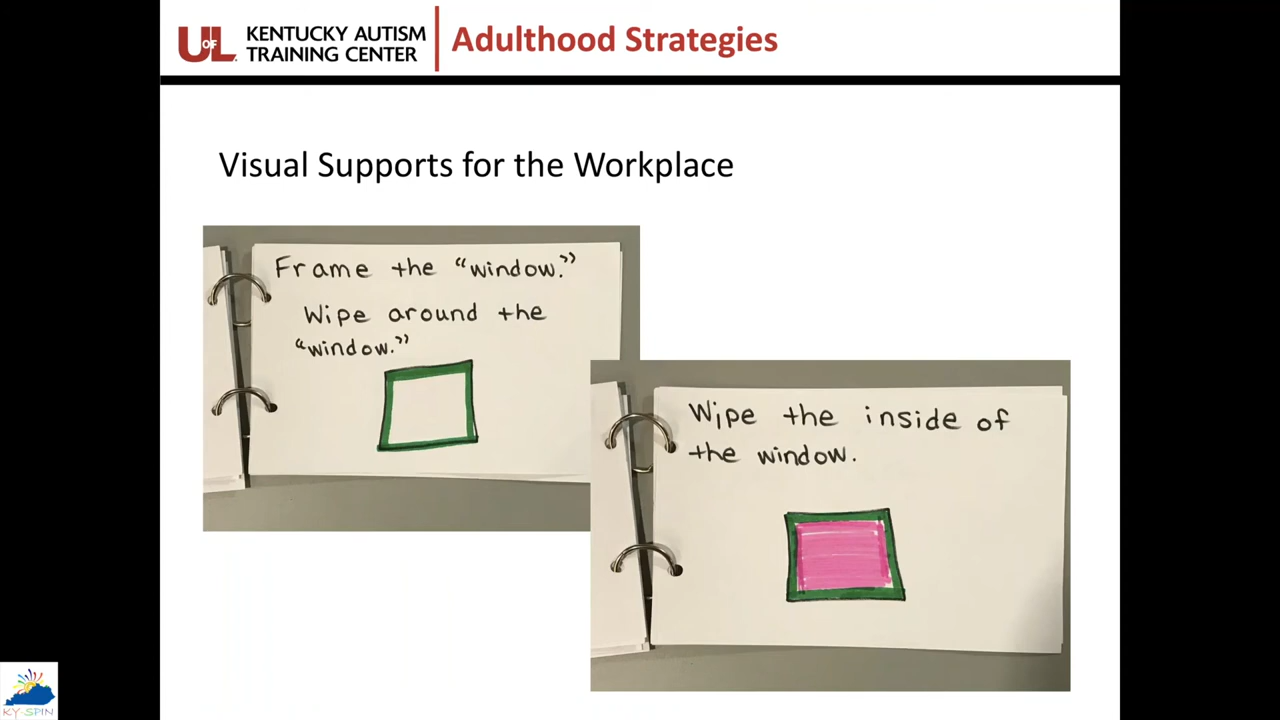 UofL
KENTUCKY AUTISM
TRAINING CENTER
Adulthood Strategies
Visual Supports for the Workplace
Frame the “window.”
Wipe around the
“window.”
Wipe the inside of
the window.
KY-SPIN